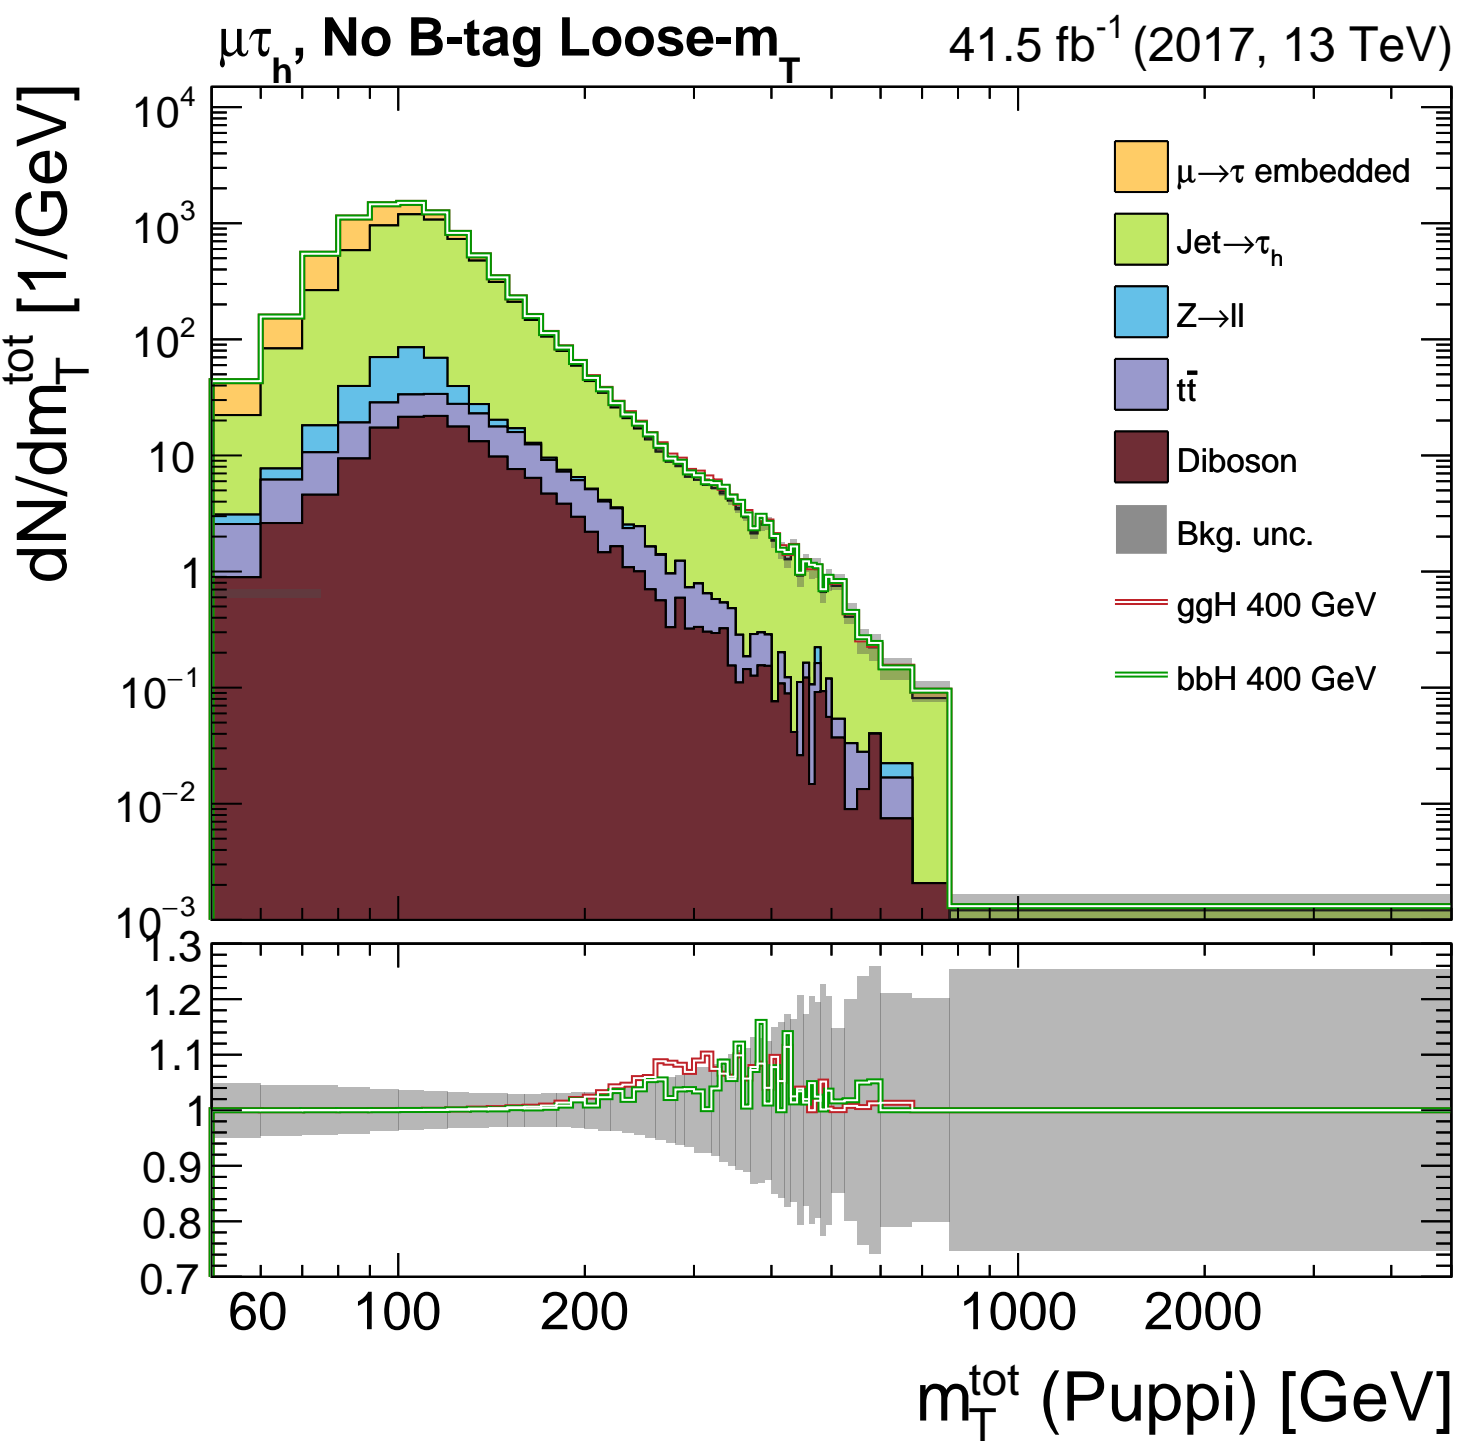 μτh, No B-tag Loose-mT
41.5 fb-1 (2017, 13 TeV)
dN/dmTtot [1/GeV]
10^4
10^3
10^2
10
1
10^−1
10^−2
10^−3
μ→τ embedded
Jet→τh
Z→ll
tt̄
Diboson
Bkg. unc.
ggH 400 GeV
bbH 400 GeV
1.3
1.2
1.1
1
0.9
0.8
0.7
60 100 200 1000 2000
mTtot (Puppi) [GeV]